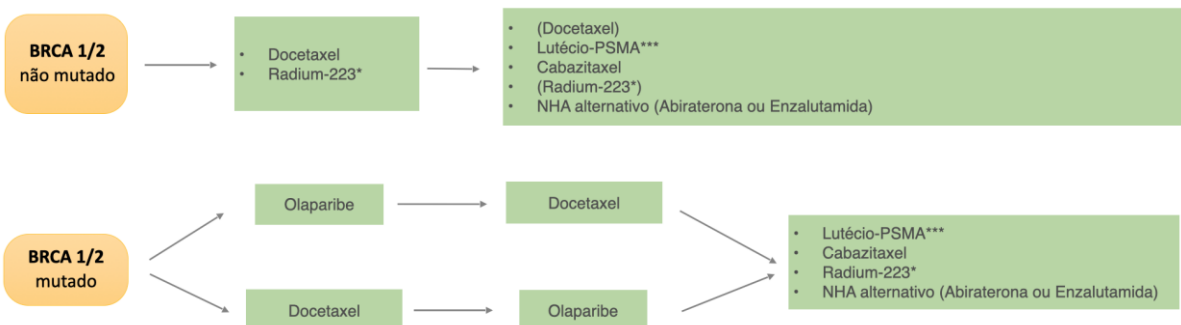 BRCA 1/2
não mutado
• Docetaxel
• Radium-223*
• (Docetaxel)
• Lutécio-PSMA***
• Cabazitaxel
• (Radium-223*)
• NHA alternativo (Abiraterona ou Enzalutamida)
BRCA 1/2
mutado
Olaparibe
Docetaxel
Docetaxel
Olaparibe
• Lutécio-PSMA***
• Cabazitaxel
• Radium-223*
• NHA alternativo (Abiraterona ou Enzalutamida)